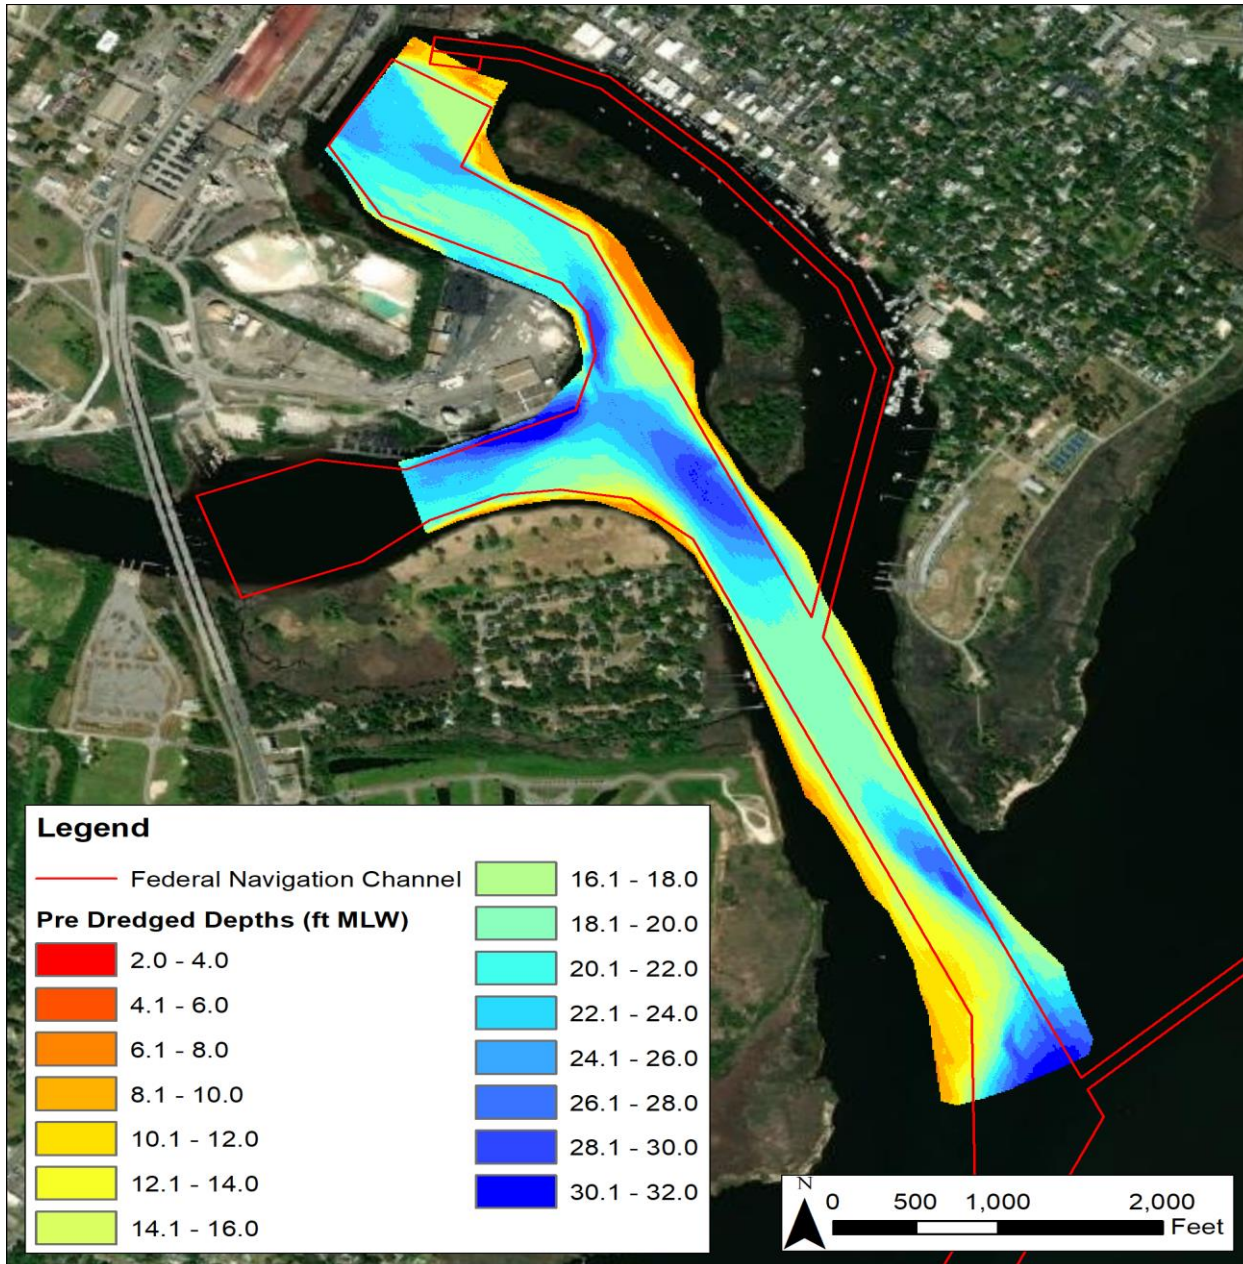 Legend
Federal Navigation Channel
Pre Dredged Depths (ft MLW)
2.0 - 4.0
4.1 - 6.0
6.1 - 8.0
8.1 - 10.0
10.1 - 12.0
12.1 - 14.0
14.1 - 16.0
16.1 - 18.0
18.1 - 20.0
20.1 - 22.0
22.1 - 24.0
24.1 - 26.0
26.1 - 28.0
28.1 - 30.0
30.1 - 32.0
N
0 500 1,000 2,000
Feet